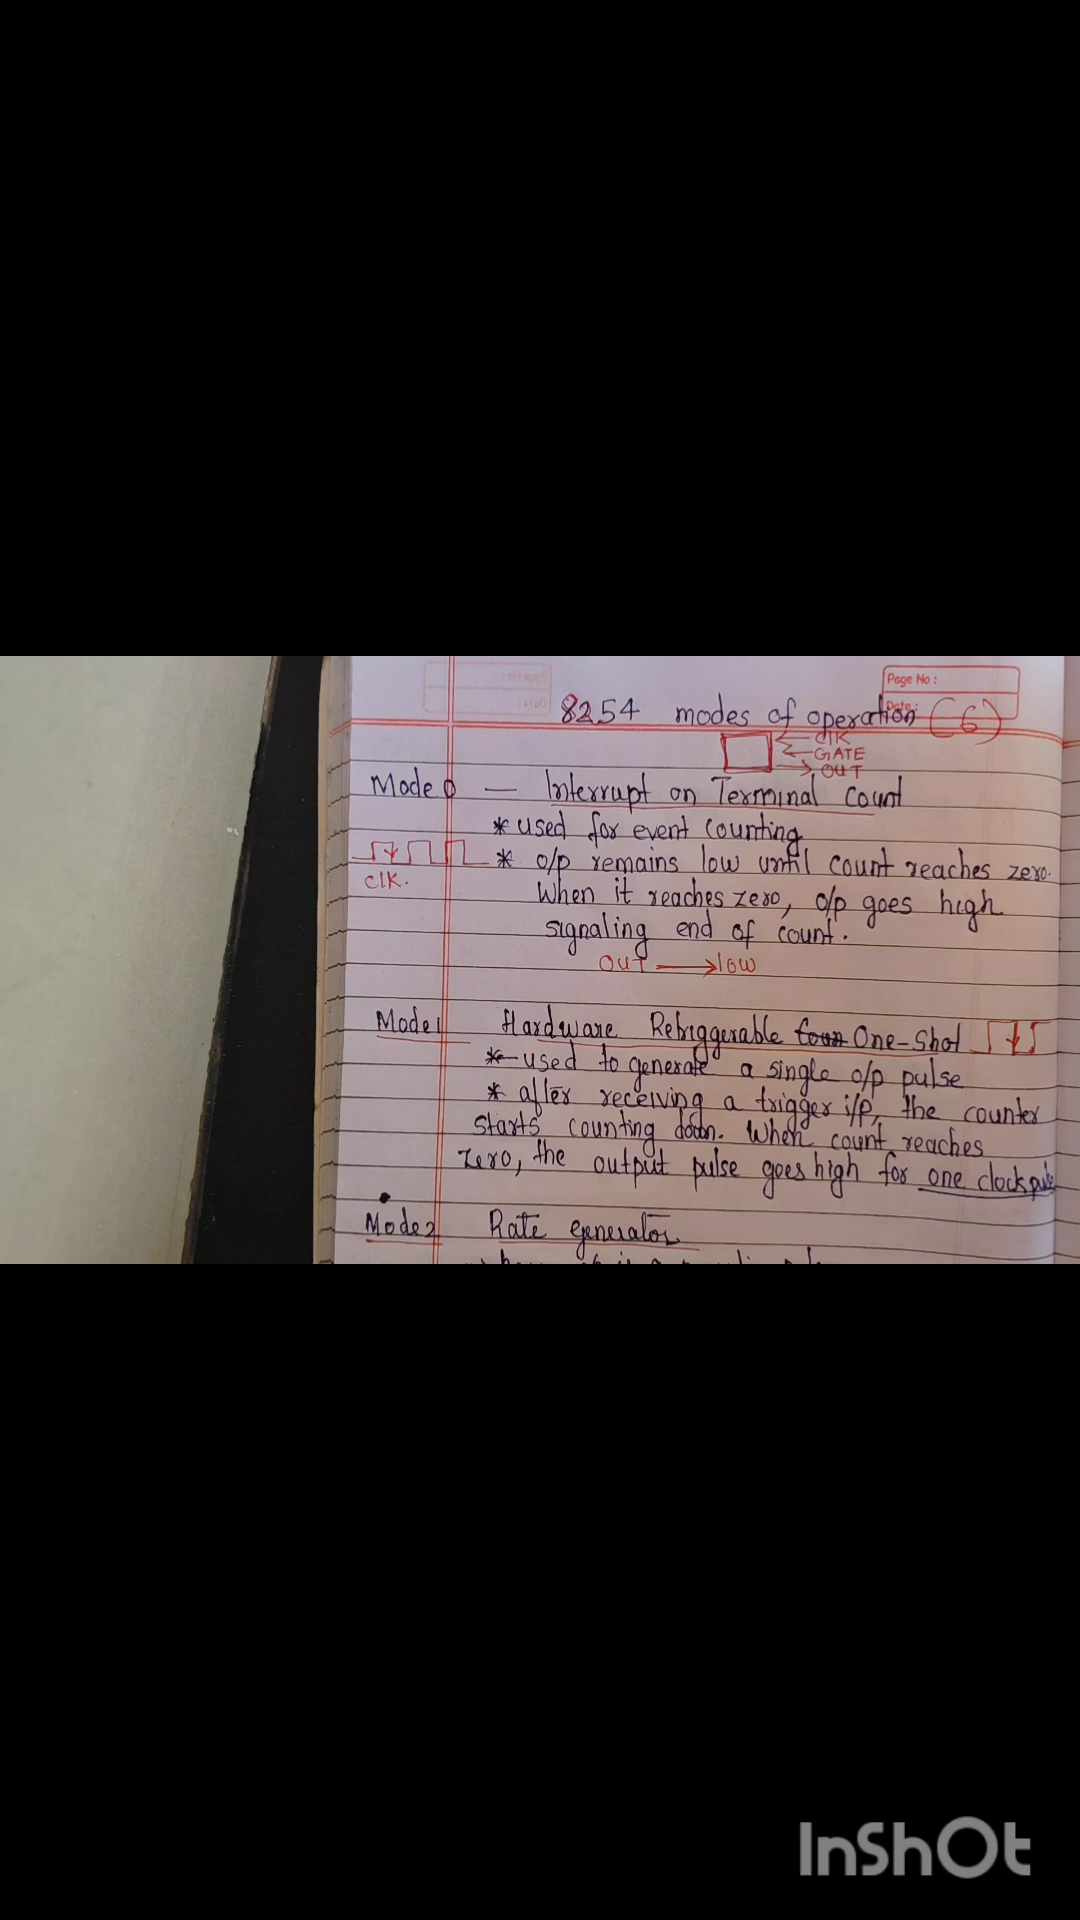 Page No :
Date :
8254 modes of operation (6)
CLK
GATE
OUT
Mode 0 — Interrupt on Terminal Count
* used for event counting
* o/p remains low until count reaches zero.
CLK.
When it reaches zero, o/p goes high
signaling end of count.
OUT → low
Mode 1 Hardware Retriggerable One-Shot
* used to generate a single o/p pulse
* after receiving a trigger i/p, the counter
starts counting down. When count reaches
zero, the output pulse goes high for one clock pulse
Mode 2 Rate generator
InShOt